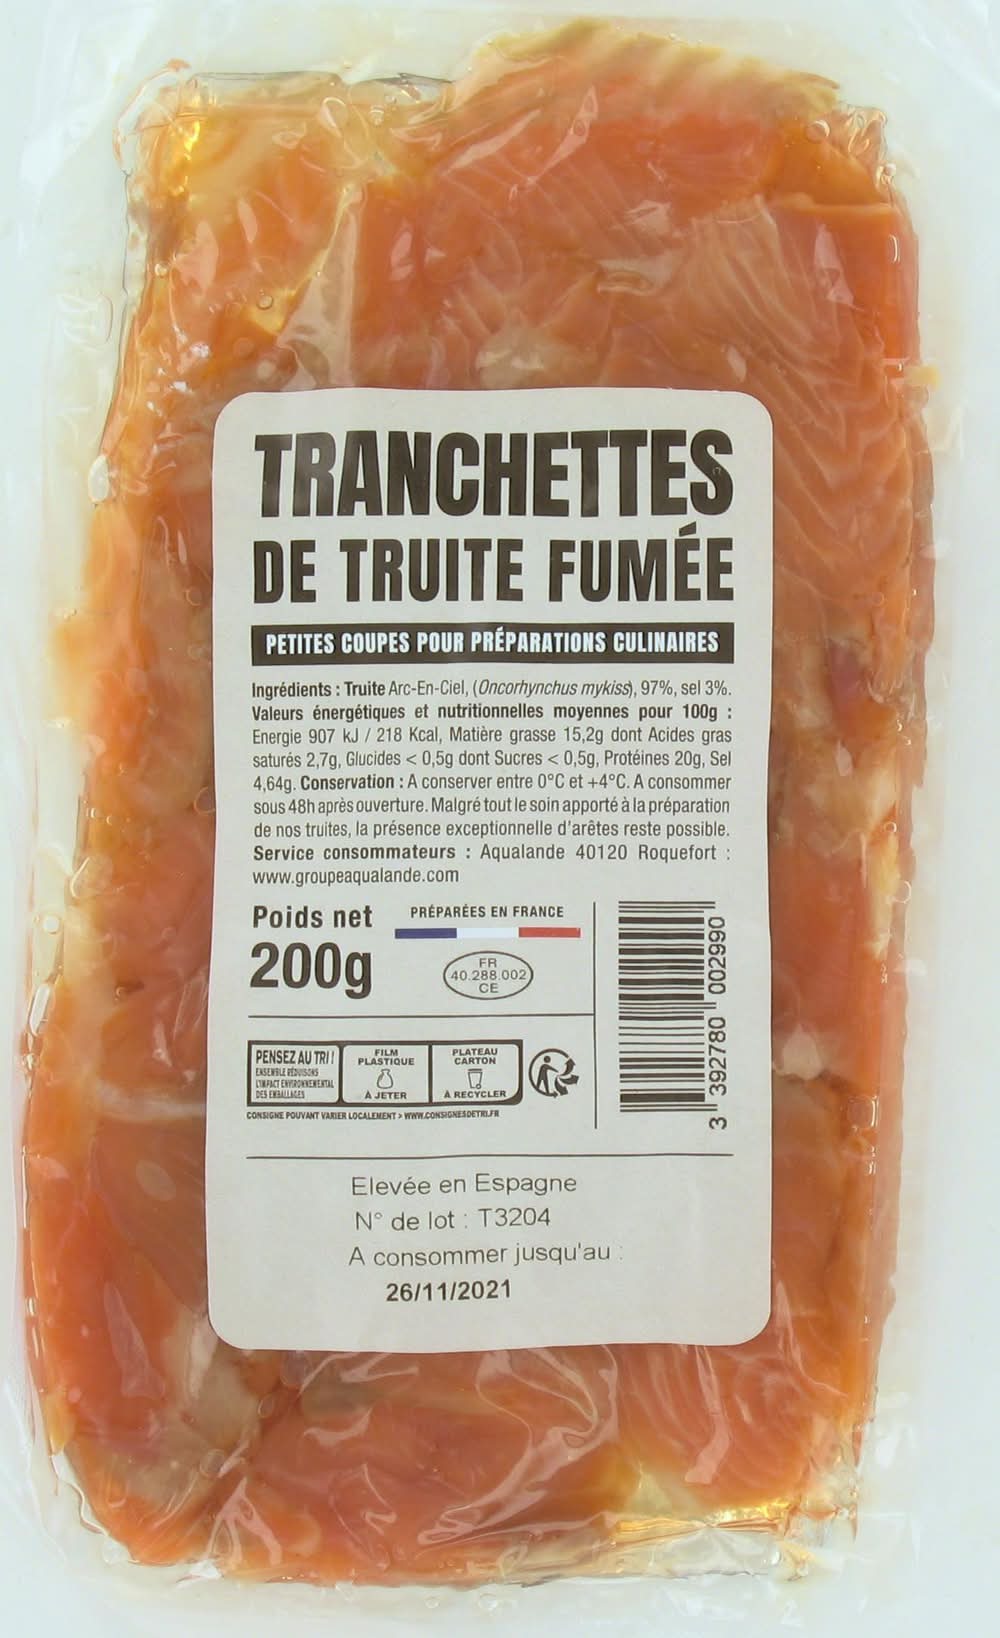 TRANCHETTES
DE TRUITE FUMÉE
PETITES COUPES POUR PRÉPARATIONS CULINAIRES
Ingrédients : Truite Arc-En-Ciel, (Oncorhynchus mykiss), 97%, sel 3%.
Valeurs énergétiques et nutritionnelles moyennes pour 100g :
Energie 907 kJ / 218 Kcal, Matière grasse 15,2g dont Acides gras
saturés 2,7g, Glucides < 0,5g dont Sucres < 0,5g, Protéines 20g, Sel
4,64g. Conservation : A conserver entre 0°C et +4°C. A consommer
sous 48h après ouverture. Malgré tout le soin apporté à la préparation
de nos truites, la présence exceptionnelle d'arêtes reste possible.
Service consommateurs : Aqualande 40120 Roquefort :
www.groupeaqualande.com
Poids net
200g
PRÉPARÉES EN FRANCE
FR
40.288.002
CE
3 392780 002990
PENSEZ AU TRI !
ENSEMBLE RÉDUISONS
L'IMPACT ENVIRONNEMENTAL
DES EMBALLAGES
FILM
PLASTIQUE
À JETER
PLATEAU
CARTON
À RECYCLER
CONSIGNE POUVANT VARIER LOCALEMENT > WWW.CONSIGNESDETRI.FR
Elevée en Espagne
N° de lot : T3204
A consommer jusqu'au :
26/11/2021